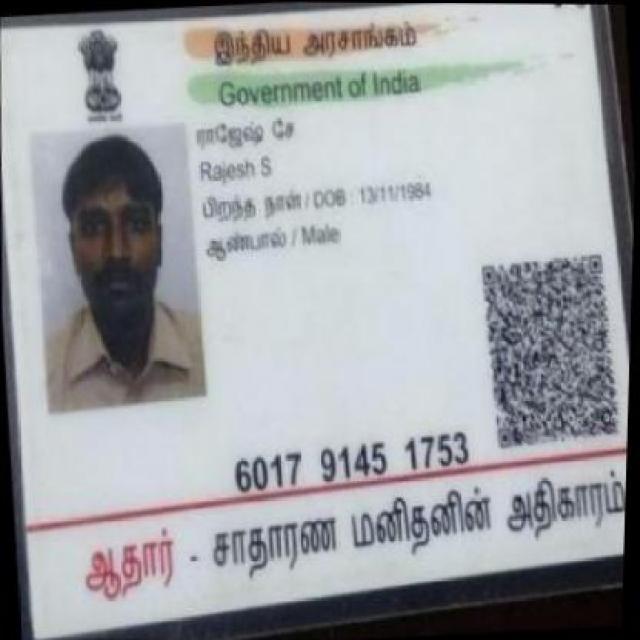 இந்திய அரசாங்கம்
Government of India
ராஜேஷ் சே
Rajesh S
பிறந்த நாள் / DOB : 13/11/1984
ஆண்பால் / Male
6017 9145 1753
ஆதார் - சாதாரண மனிதனின் அதிகாரம்